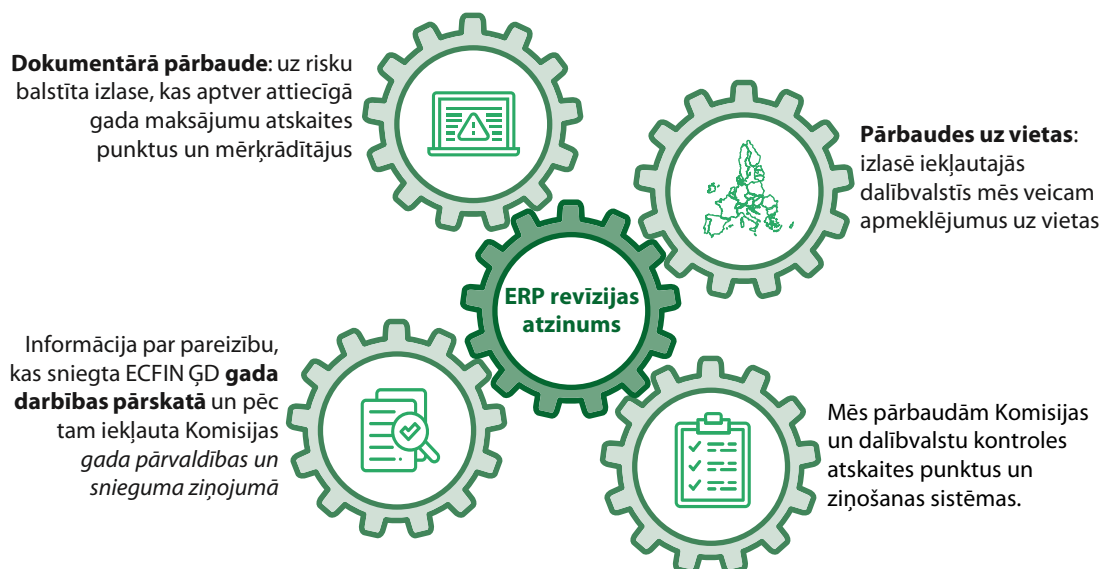 Dokumentārā pārbaude: uz risku
balstīta izlase, kas aptver attiecīgā
gada maksājumu atskaites
punktus un mērķrādītājus
Pārbaudes uz vietas:
izlasē iekļautajās
dalībvalstīs mēs veicam
apmeklējumus uz vietas
ERP revīzijas
atzinums
Informācija par pareizību,
kas sniegta ECFIN ĢD gada
darbības pārskatā un pēc
tam iekļauta Komisijas
gada pārvaldības un
snieguma ziņojumā
Mēs pārbaudām Komisijas
un dalībvalstu kontroles
atskaites punktus un
ziņošanas sistēmas.